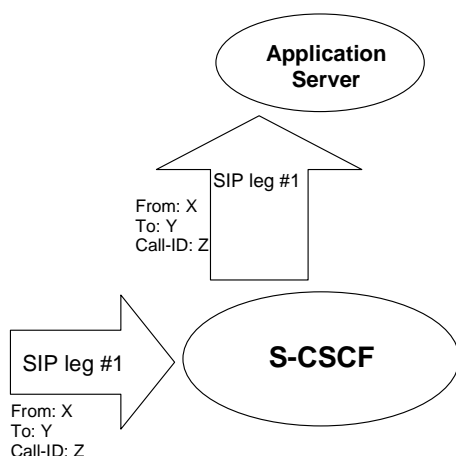 Application
Server
SIP leg #1
From: X
To: Y
Call-ID: Z
S-CSCF
SIP leg #1
From: X
To: Y
Call-ID: Z